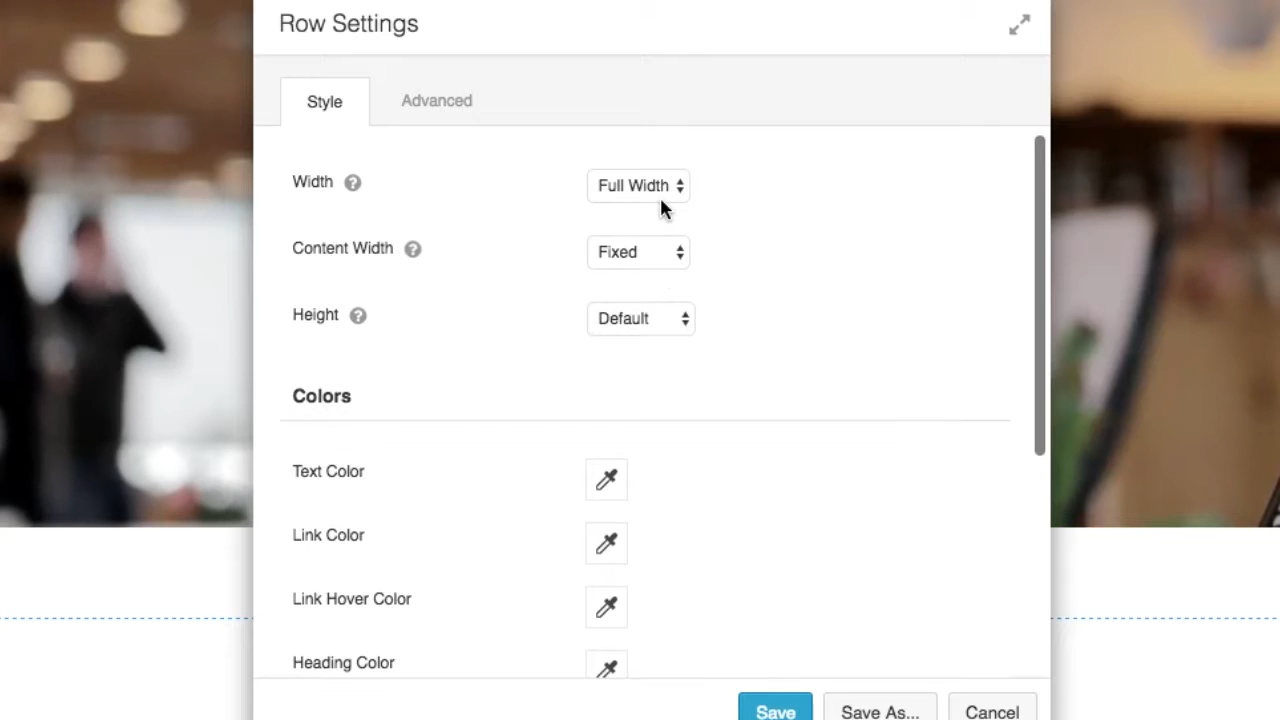 Row Settings
Style
Advanced
Width ?
Full Width
Content Width ?
Fixed
Height ?
Default
Colors
Text Color
Link Color
Link Hover Color
Heading Color
Save
Save As...
Cancel